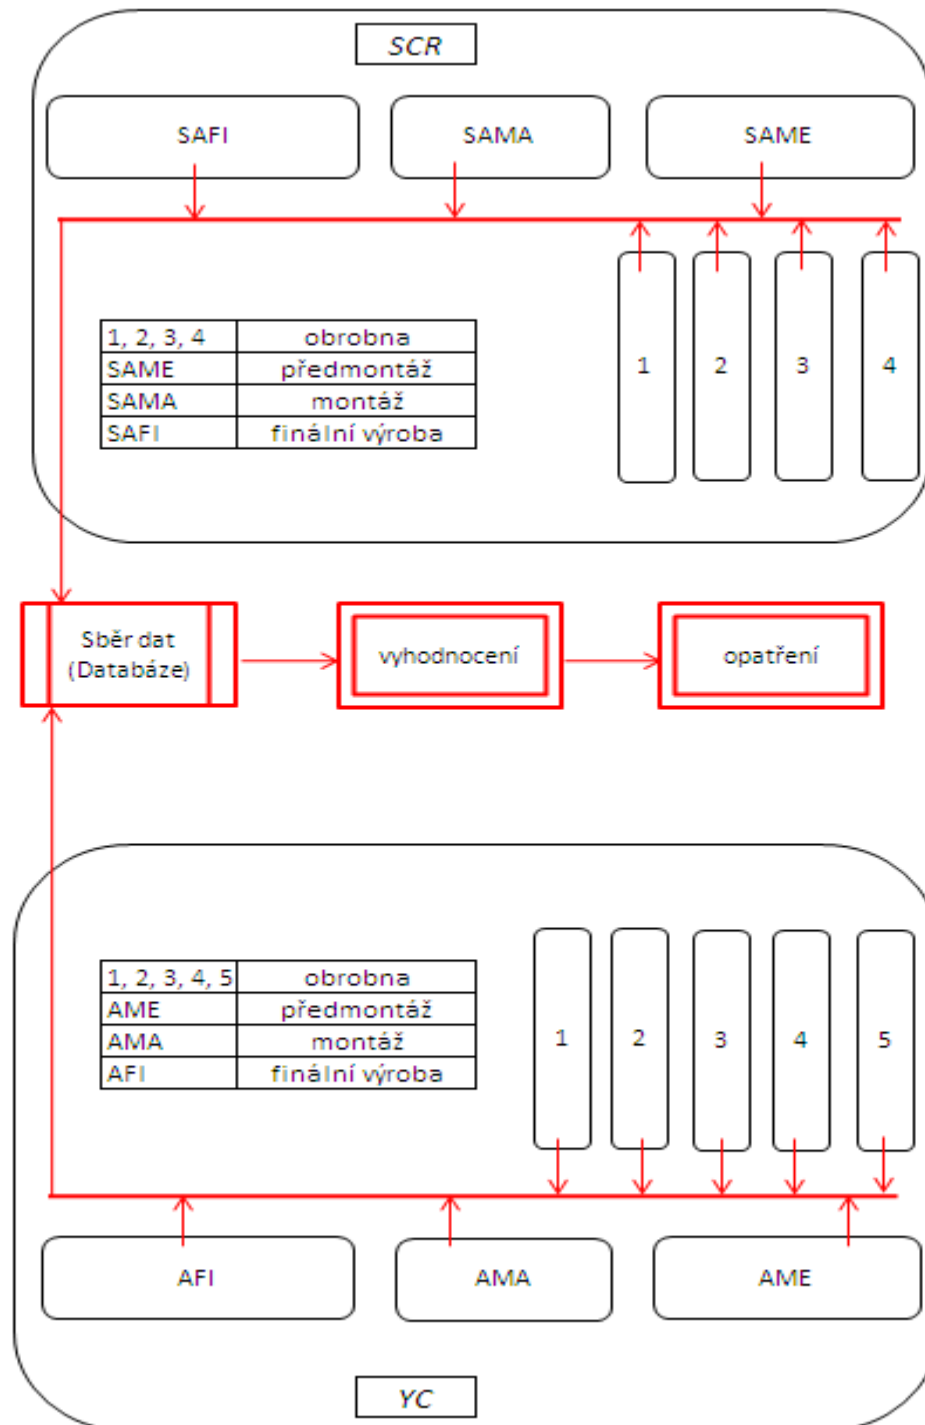 SCR
SAFI SAMA SAME
1, 2, 3, 4 obrobna
SAME předmontáž
SAMA montáž
SAFI finální výroba
1 2 3 4
Sběr dat
(Databáze)
vyhodnocení
opatření
1, 2, 3, 4, 5 obrobna
AME předmontáž
AMA montáž
AFI finální výroba
1 2 3 4 5
AFI AMA AME
YC